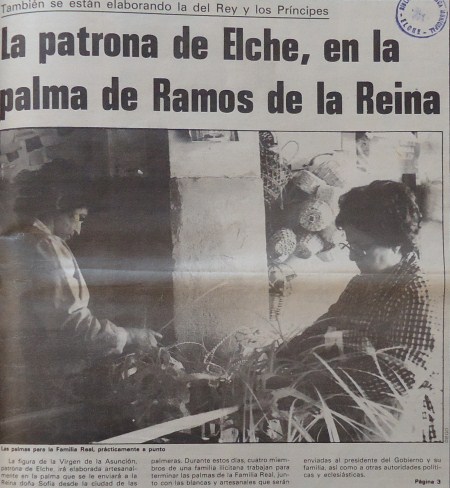 También se están elaborando la del Rey y los Príncipes
La patrona de Elche, en la
palma de Ramos de la Reina
Las palmas para la Familia Real, prácticamente a punto
La figura de la Virgen de la Asunción,
patrona de Elche, irá elaborada artesanal-
mente en la palma que se le enviará a la
Reina doña Sofía desde la ciudad de las
palmeras. Durante estos días, cuatro miem-
bros de una familia ilicitana trabajan para
terminar las palmas de la Familia Real, jun-
to con las blancas y artesanales que serán
enviadas al presidente del Gobierno y su
familia, así como a otras autoridades políti-
cas y eclesiásticas.
Página 3